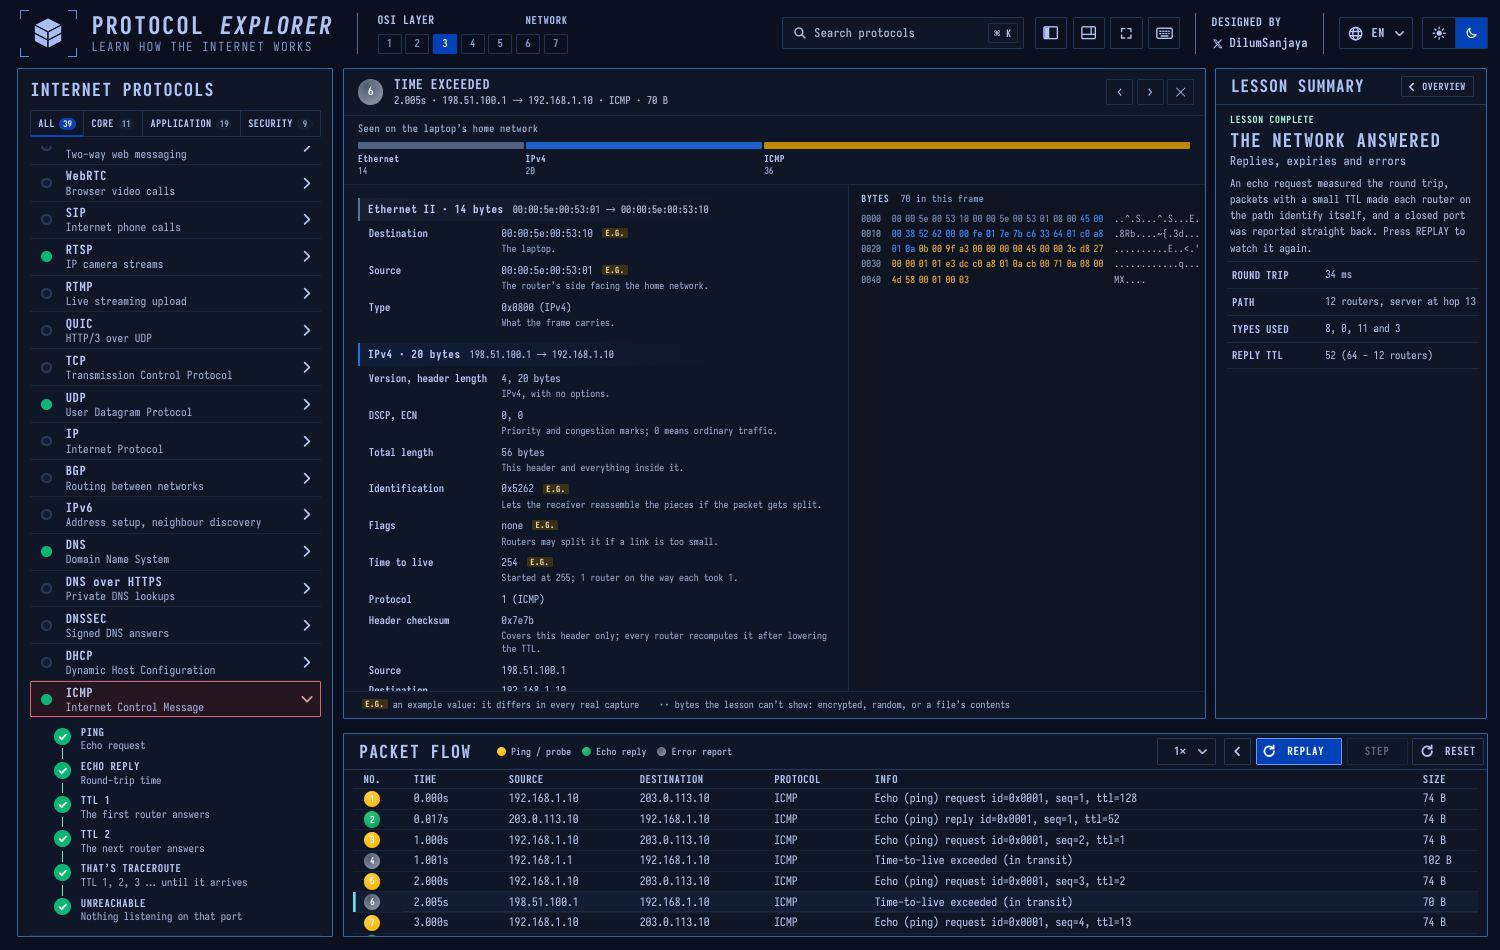 PROTOCOL EXPLORER
LEARN HOW THE INTERNET WORKS
OSI LAYER NETWORK
1 2 3 4 5 6 7
Search protocols ⌘ K
DESIGNED BY
DilumSanjaya
EN
INTERNET PROTOCOLS
ALL 39 CORE 11 APPLICATION 19 SECURITY 9
Two-way web messaging
WebRTC
Browser video calls
SIP
Internet phone calls
RTSP
IP camera streams
RTMP
Live streaming upload
QUIC
HTTP/3 over UDP
TCP
Transmission Control Protocol
UDP
User Datagram Protocol
IP
Internet Protocol
BGP
Routing between networks
IPv6
Address setup, neighbour discovery
DNS
Domain Name System
DNS over HTTPS
Private DNS lookups
DNSSEC
Signed DNS answers
DHCP
Dynamic Host Configuration
ICMP
Internet Control Message
PING
Echo request
ECHO REPLY
Round-trip time
TTL 1
The first router answers
TTL 2
The next router answers
THAT'S TRACEROUTE
TTL 1, 2, 3 … until it arrives
UNREACHABLE
Nothing listening on that port
6 TIME EXCEEDED
2.005s · 198.51.100.1 → 192.168.1.10 · ICMP · 70 B
Seen on the laptop's home network
Ethernet IPv4 ICMP
14 20 36
Ethernet II · 14 bytes 00:00:5e:00:53:01 → 00:00:5e:00:53:10
Destination 00:00:5e:00:53:10 E.G.
The laptop.
Source 00:00:5e:00:53:01 E.G.
The router's side facing the home network.
Type 0x0800 (IPv4)
What the frame carries.
IPv4 · 20 bytes 198.51.100.1 → 192.168.1.10
Version, header length 4, 20 bytes
IPv4, with no options.
DSCP, ECN 0, 0
Priority and congestion marks; 0 means ordinary traffic.
Total length 56 bytes
This header and everything inside it.
Identification 0x5262 E.G.
Lets the receiver reassemble the pieces if the packet gets split.
Flags none E.G.
Routers may split it if a link is too small.
Time to live 254 E.G.
Started at 255; 1 router on the way each took 1.
Protocol 1 (ICMP)
Header checksum 0x7e7b
Covers this header only; every router recomputes it after lowering
the TTL.
Source 198.51.100.1
Destination 192.168.1.10
BYTES 70 in this frame
0000 00 00 5e 00 53 10 00 00 5e 00 53 01 08 00 45 00 ..^.S...^.S...E.
0010 00 38 52 62 00 00 fe 01 7e 7b c6 33 64 01 c0 a8 .8Rb....~{.3d...
0020 01 0a 0b 00 9f a3 00 00 00 00 45 00 00 3c d8 27 ..........E..<.'
0030 00 00 01 01 e3 dc c0 a8 01 0a cb 00 71 0a 08 00 ............q...
0040 4d 58 00 01 00 03 MX....
E.G. an example value: it differs in every real capture ·· bytes the lesson can't show: encrypted, random, or a file's contents
LESSON SUMMARY OVERVIEW
LESSON COMPLETE
THE NETWORK ANSWERED
Replies, expiries and errors
An echo request measured the round trip,
packets with a small TTL made each router on
the path identify itself, and a closed port
was reported straight back. Press REPLAY to
watch it again.
ROUND TRIP 34 ms
PATH 12 routers, server at hop 13
TYPES USED 8, 0, 11 and 3
REPLY TTL 52 (64 − 12 routers)
PACKET FLOW Ping / probe Echo reply Error report 1× REPLAY STEP RESET
NO. TIME SOURCE DESTINATION PROTOCOL INFO SIZE
1 0.000s 192.168.1.10 203.0.113.10 ICMP Echo (ping) request id=0x0001, seq=1, ttl=128 74 B
2 0.017s 203.0.113.10 192.168.1.10 ICMP Echo (ping) reply id=0x0001, seq=1, ttl=52 74 B
3 1.000s 192.168.1.10 203.0.113.10 ICMP Echo (ping) request id=0x0001, seq=2, ttl=1 74 B
4 1.001s 192.168.1.1 192.168.1.10 ICMP Time-to-live exceeded (in transit) 102 B
5 2.000s 192.168.1.10 203.0.113.10 ICMP Echo (ping) request id=0x0001, seq=3, ttl=2 74 B
6 2.005s 198.51.100.1 192.168.1.10 ICMP Time-to-live exceeded (in transit) 70 B
7 3.000s 192.168.1.10 203.0.113.10 ICMP Echo (ping) request id=0x0001, seq=4, ttl=13 74 B